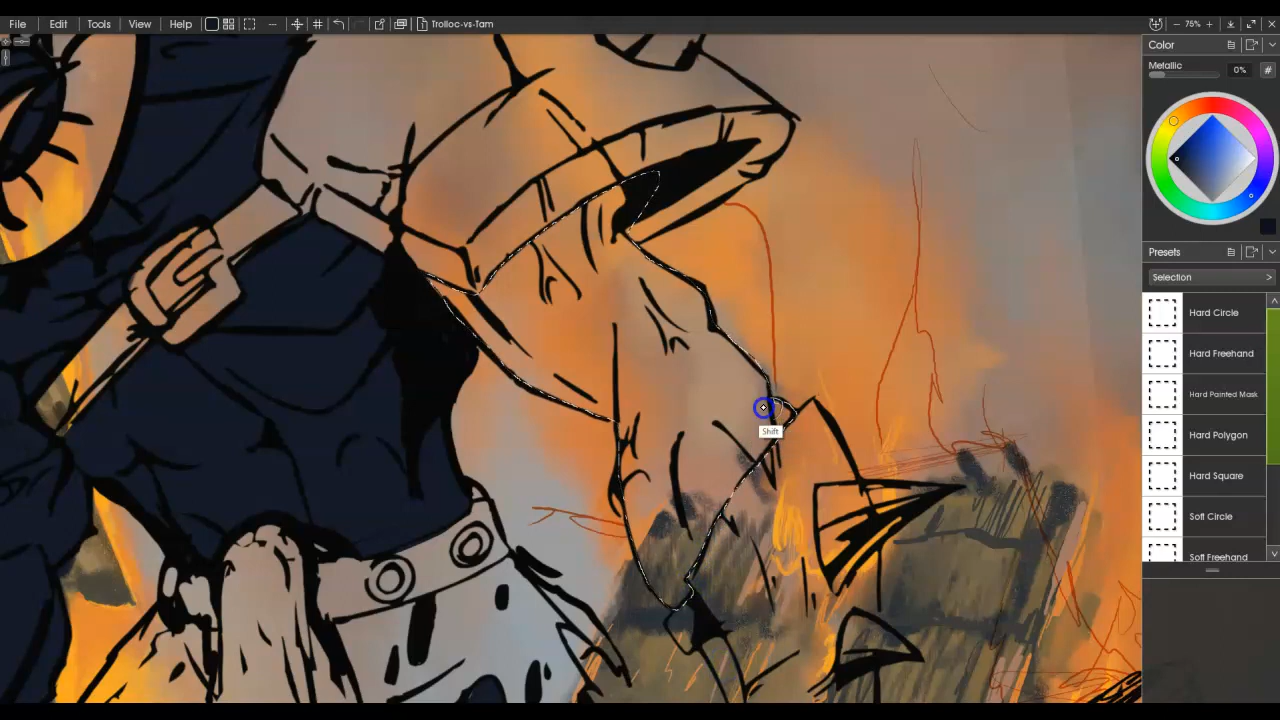 File Edit Tools View Help Trolloc-vs-Tam 75%
Color
Metallic 0%
Presets
Selection >
Hard Circle
Hard Freehand
Hard Painted Mask
Hard Polygon
Hard Square
Soft Circle
Soft Freehand
Shift